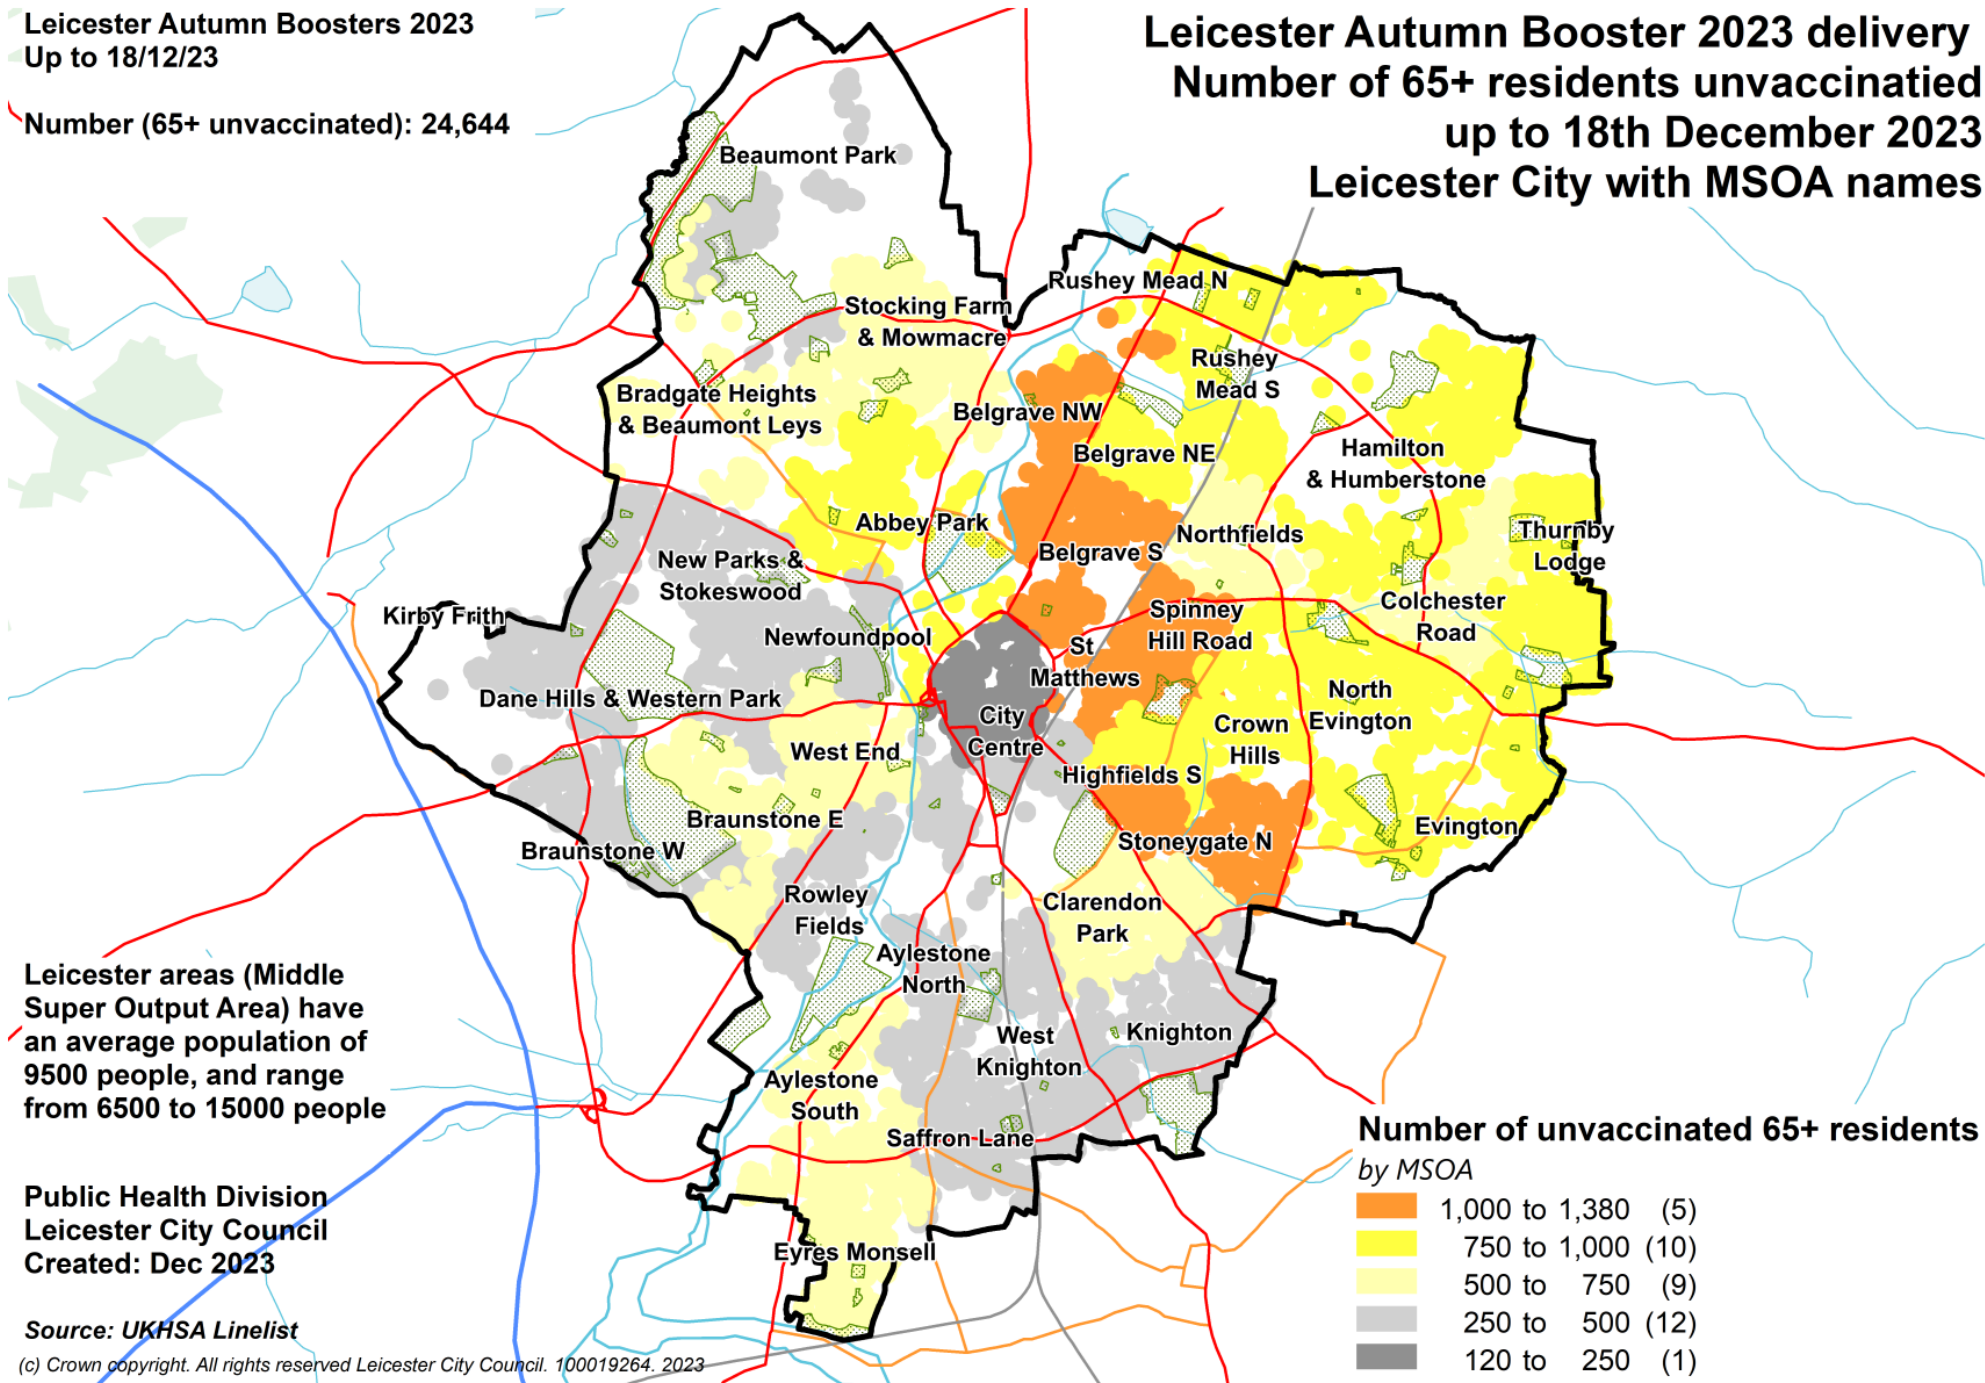 Leicester Autumn Boosters 2023
Up to 18/12/23
Number (65+ unvaccinated): 24,644
Leicester Autumn Booster 2023 delivery
Number of 65+ residents unvaccinatied
up to 18th December 2023
Leicester City with MSOA names
Beaumont Park
Rushey Mead N
Stocking Farm
& Mowmacre
Rushey
Mead S
Bradgate Heights
& Beaumont Leys
Belgrave NW
Belgrave NE
Hamilton
& Humberstone
Abbey Park
Northfields
Thurnby
Lodge
Belgrave S
New Parks &
Stokeswood
Kirby Frith
Spinney
Hill Road
Colchester
Road
Newfoundpool
St
Matthews
Dane Hills & Western Park
North
Evington
City
Centre
Crown
Hills
West End
Highfields S
Braunstone E
Evington
Stoneygate N
Braunstone W
Rowley
Fields
Clarendon
Park
Aylestone
North
West
Knighton
Knighton
Aylestone
South
Saffron Lane
Eyres Monsell
Leicester areas (Middle
Super Output Area) have
an average population of
9500 people, and range
from 6500 to 15000 people
Public Health Division
Leicester City Council
Created: Dec 2023
Source: UKHSA Linelist
(c) Crown copyright. All rights reserved Leicester City Council. 100019264. 2023
Number of unvaccinated 65+ residents
by MSOA
1,000 to 1,380 (5)
750 to 1,000 (10)
500 to 750 (9)
250 to 500 (12)
120 to 250 (1)